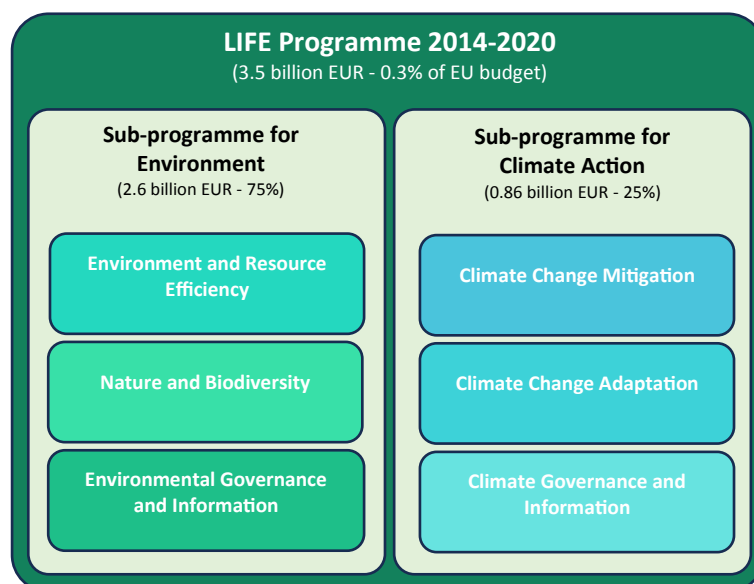 LIFE Programme 2014-2020
(3.5 billion EUR - 0.3% of EU budget)
Sub-programme for
Environment
(2.6 billion EUR - 75%)
Environment and Resource
Efficiency
Nature and Biodiversity
Environmental Governance
and Information
Sub-programme for
Climate Action
(0.86 billion EUR - 25%)
Climate Change Mitigation
Climate Change Adaptation
Climate Governance and
Information